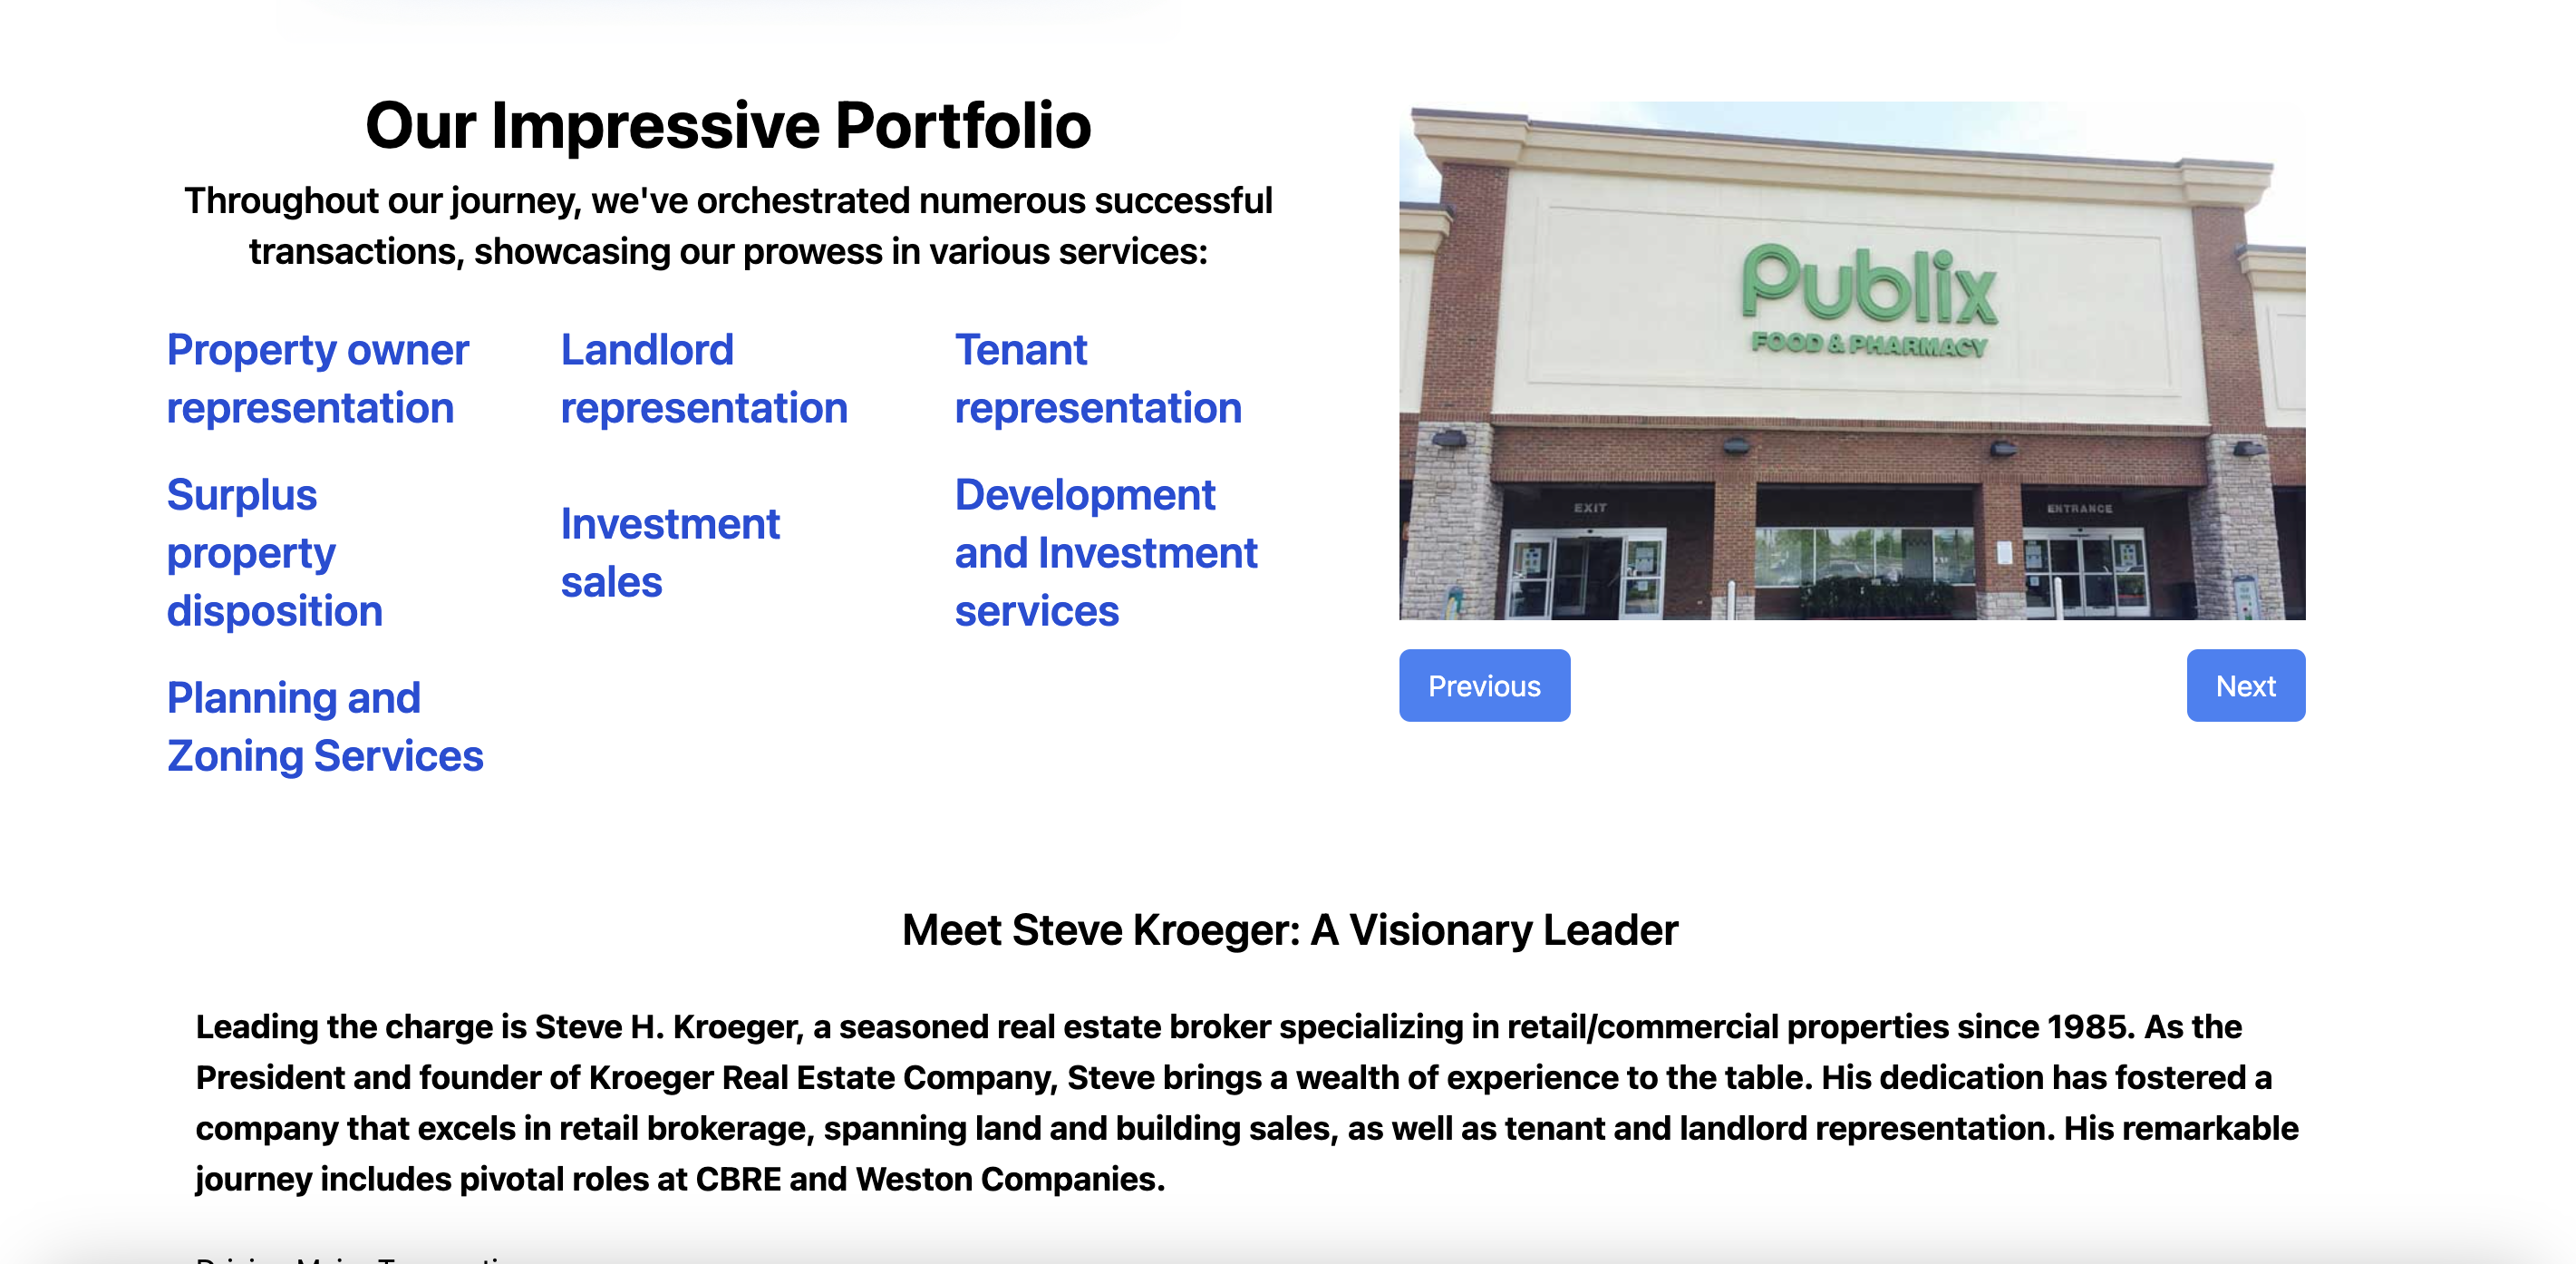 Our Impressive Portfolio
Throughout our journey, we've orchestrated numerous successful
transactions, showcasing our prowess in various services:
Property owner
representation
Landlord
representation
Tenant
representation
Surplus
property
disposition
Investment
sales
Development
and Investment
services
Planning and
Zoning Services
Publix
FOOD & PHARMACY
EXIT
ENTRANCE
Previous
Next
Meet Steve Kroeger: A Visionary Leader
Leading the charge is Steve H. Kroeger, a seasoned real estate broker specializing in retail/commercial properties since 1985. As the
President and founder of Kroeger Real Estate Company, Steve brings a wealth of experience to the table. His dedication has fostered a
company that excels in retail brokerage, spanning land and building sales, as well as tenant and landlord representation. His remarkable
journey includes pivotal roles at CBRE and Weston Companies.